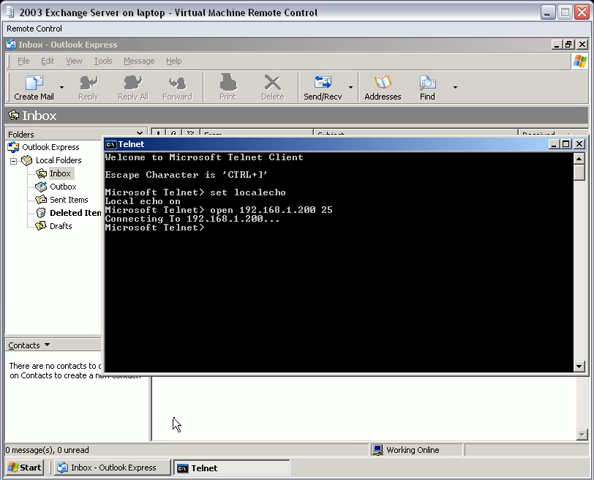 2003 Exchange Server on laptop - Virtual Machine Remote Control
Remote Control
Inbox - Outlook Express
File Edit View Tools Message Help
Create Mail Reply Reply All Forward Print Delete Send/Recv Addresses Find
Inbox
Folders
! From Subject Received
Outlook Express
Local Folders
Inbox
Outbox
Sent Items
Deleted Item
Drafts
Telnet
Welcome to Microsoft Telnet Client
Escape Character is 'CTRL+]'
Microsoft Telnet> set localecho
Local echo on
Microsoft Telnet> open 192.168.1.200 25
Connecting To 192.168.1.200...
Microsoft Telnet>
Contacts
There are no contacts to
on Contacts to create a new contact.
0 message(s), 0 unread
Working Online
Start
Inbox - Outlook Express
Telnet